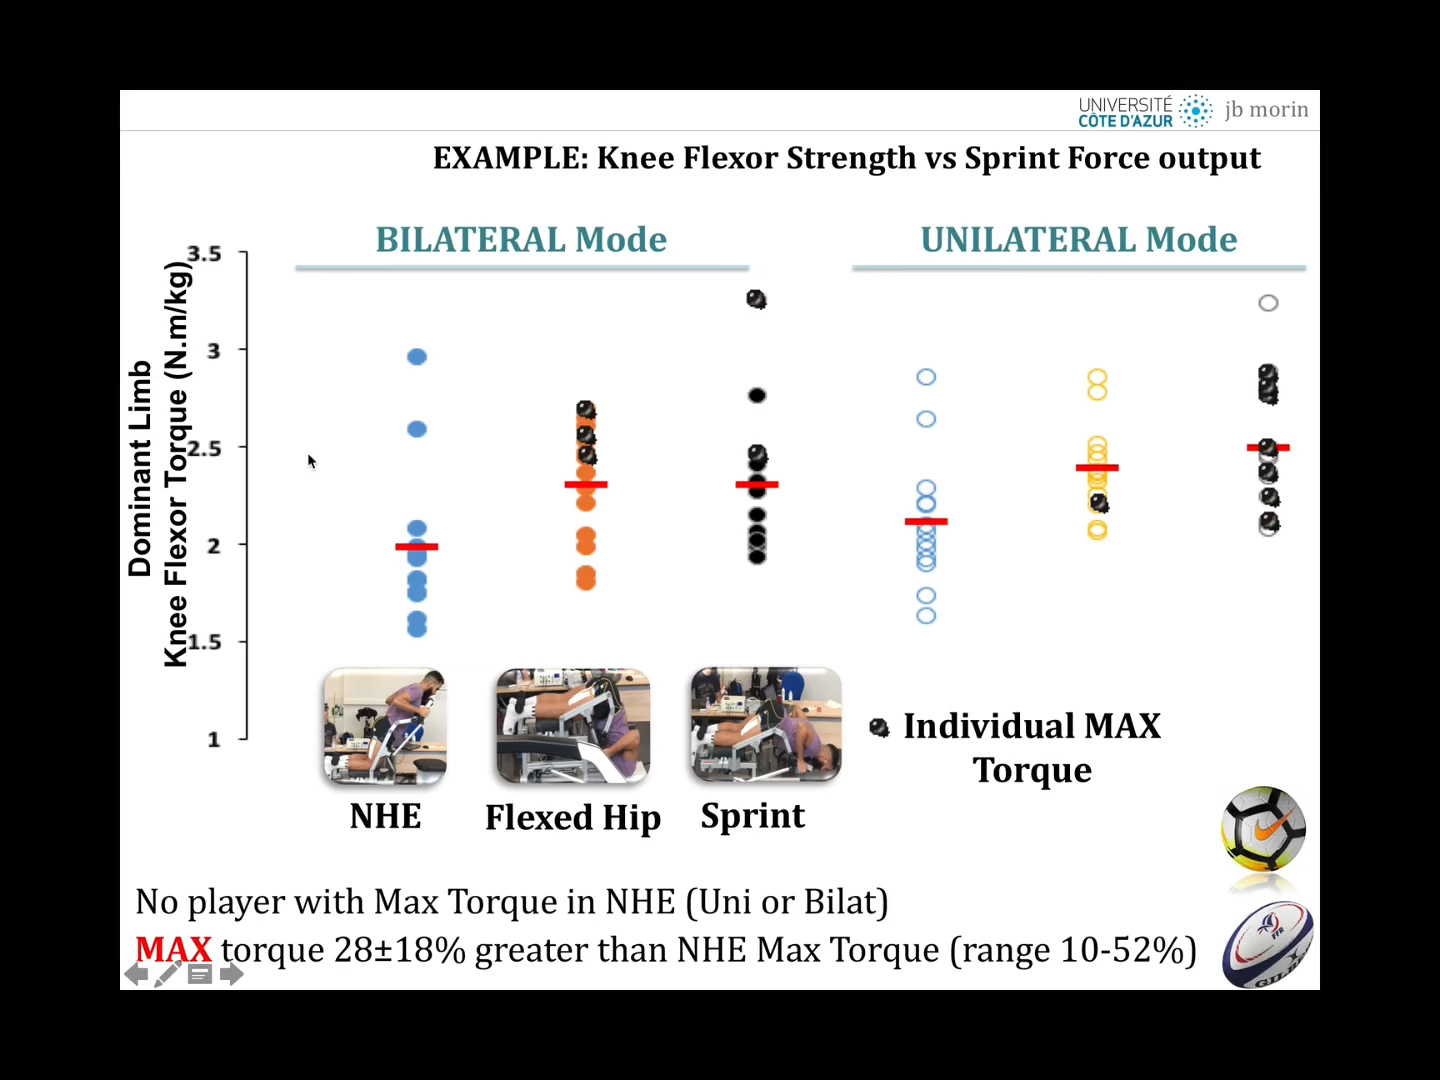 UNIVERSITÉ
CÔTE D'AZUR
jb morin
EXAMPLE: Knee Flexor Strength vs Sprint Force output
BILATERAL Mode
UNILATERAL Mode
Dominant Limb
Knee Flexor Torque (N.m/kg)
3.5
3
2.5
2
1.5
1
NHE
Flexed Hip
Sprint
Individual MAX
Torque
No player with Max Torque in NHE (Uni or Bilat)
MAX torque 28±18% greater than NHE Max Torque (range 10-52%)
FFR